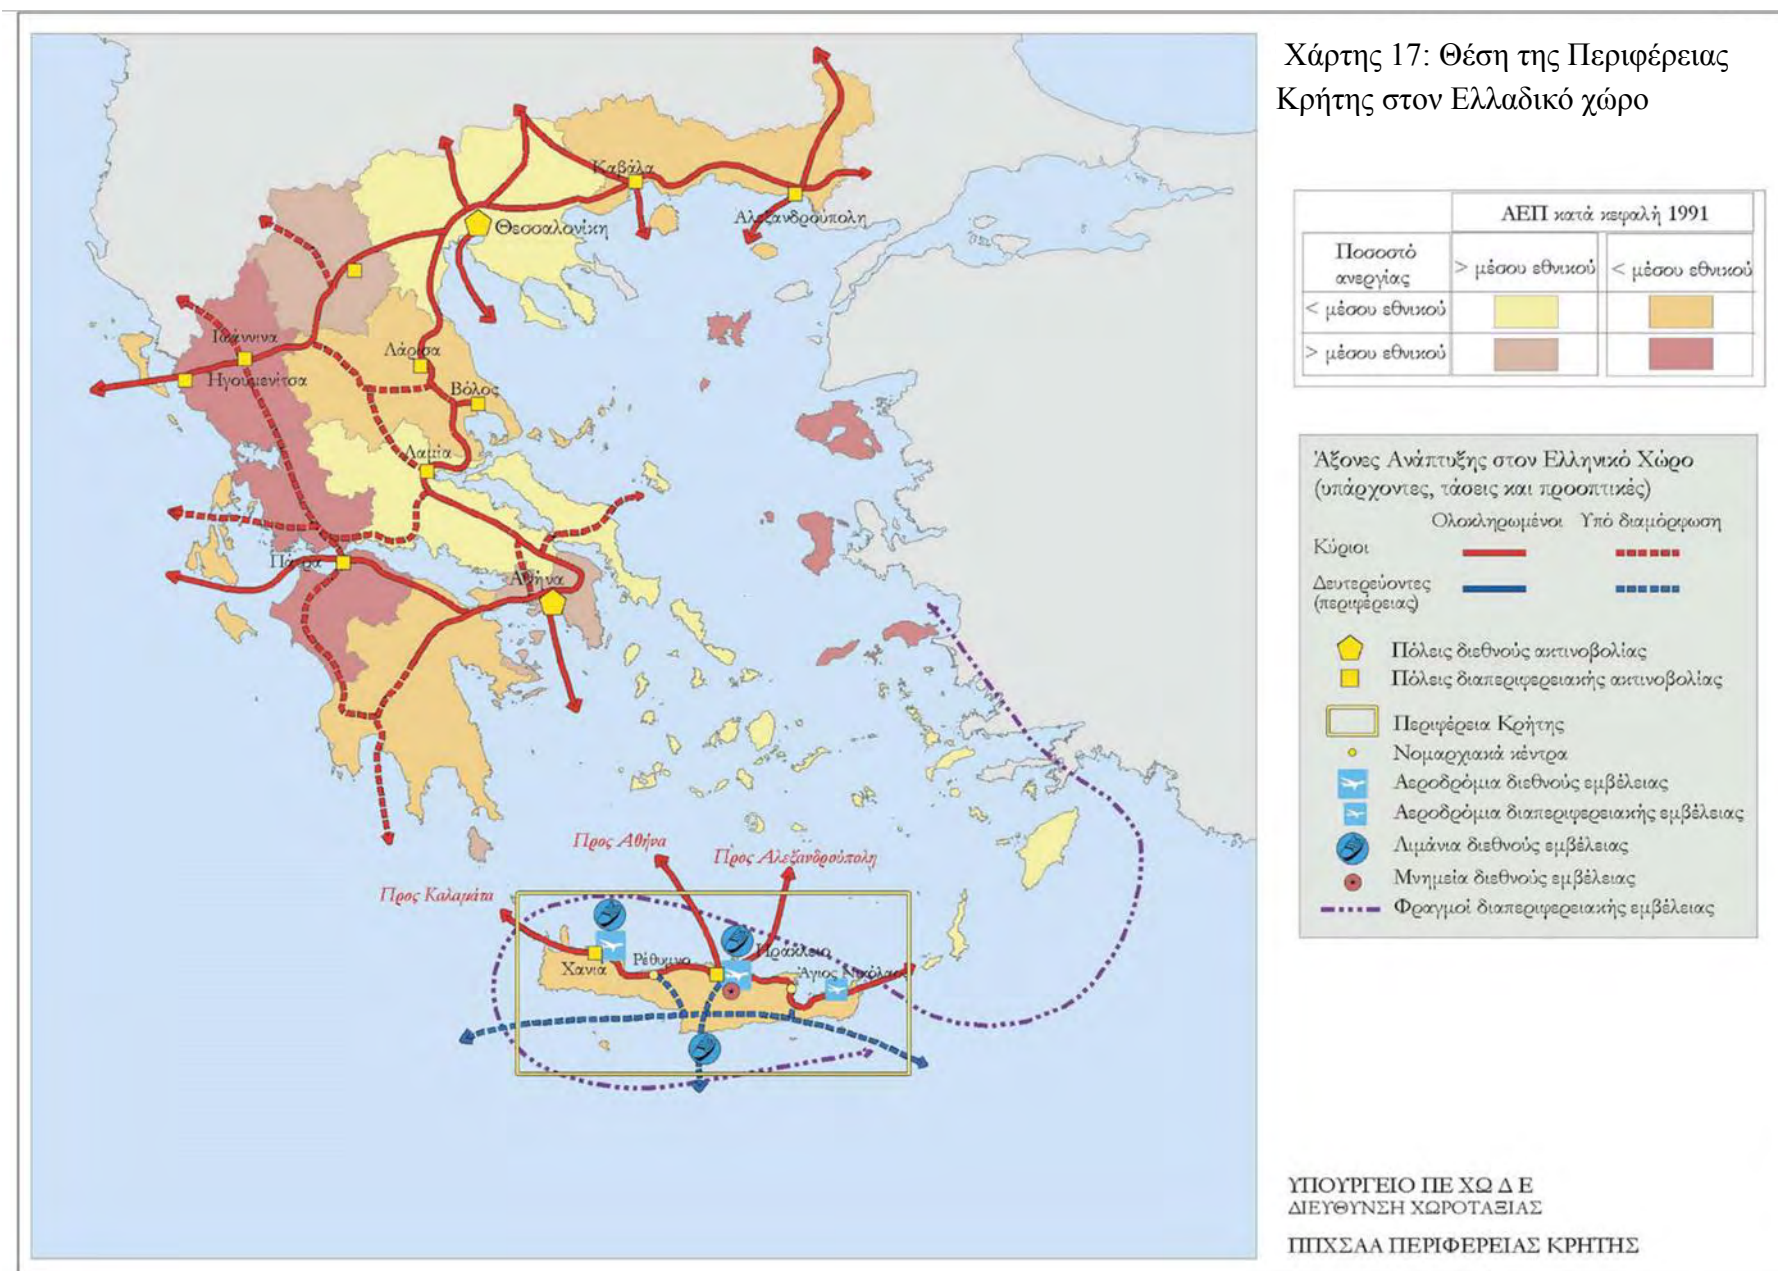 Χάρτης 17: Θέση της Περιφέρειας
Κρήτης στον Ελλαδικό χώρο
ΑΕΠ κατά κεφαλή 1991
Ποσοστό
ανεργίας
> μέσου εθνικού
< μέσου εθνικού
< μέσου εθνικού
> μέσου εθνικού
Άξονες Ανάπτυξης στον Ελληνικό Χώρο
(υπάρχοντες, τάσεις και προοπτικές)
Ολοκληρωμένοι Υπό διαμόρφωση
Κύριοι
Δευτερεύοντες
(περιφέρειας)
Πόλεις διεθνούς ακτινοβολίας
Πόλεις διαπεριφερειακής ακτινοβολίας
Περιφέρεια Κρήτης
Νομαρχιακά κέντρα
Αεροδρόμια διεθνούς εμβέλειας
Αεροδρόμια διαπεριφερειακής εμβέλειας
Λιμάνια διεθνούς εμβέλειας
Μνημεία διεθνούς εμβέλειας
Φραγμοί διαπεριφερειακής εμβέλειας
Καβάλα
Αλεξανδρούπολη
Θεσσαλονίκη
Ιωάννινα
Ηγουμενίτσα
Λάρισα
Βόλος
Λαμία
Πάτρα
Αθήνα
Προς Αθήνα
Προς Αλεξανδρούπολη
Προς Καλαμάτα
Χανια
Ρέθυμνο
Ηράκλειο
Άγιος Νικόλαος
ΥΠΟΥΡΓΕΙΟ ΠΕ ΧΩ Δ Ε
ΔΙΕΥΘΥΝΣΗ ΧΩΡΟΤΑΞΙΑΣ
ΠΠΧΣΑΑ ΠΕΡΙΦΕΡΕΙΑΣ ΚΡΗΤΗΣ